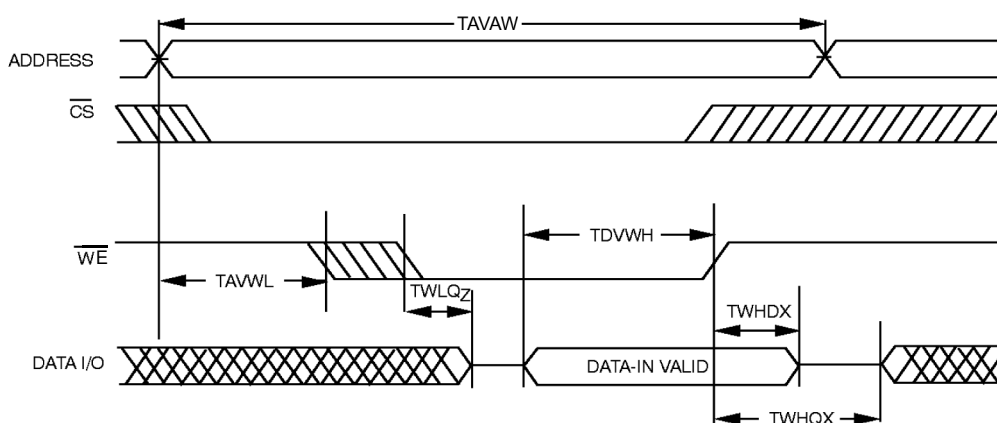 TAVAW
ADDRESS
CS
TDVWH
WE
TAVWL
TWLQZ
TWHDX
DATA I/O
DATA-IN VALID
TWHQX